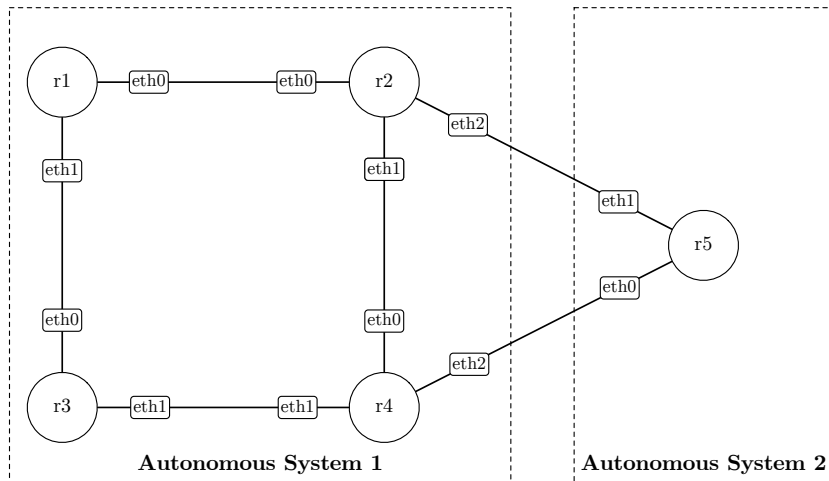 r1 eth0 eth0 r2
eth2
eth1 eth1
eth1
r5
eth0
eth0 eth0
eth2
r3 eth1 eth1 r4
Autonomous System 1 Autonomous System 2